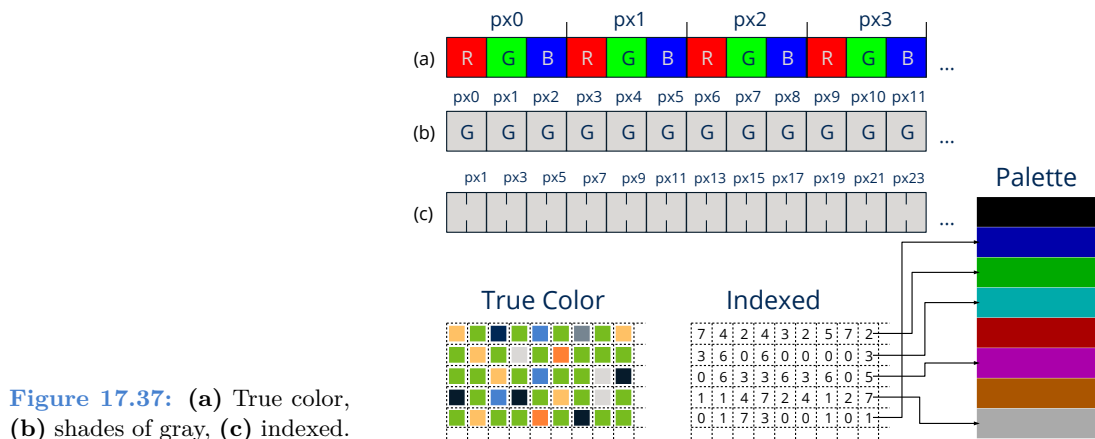 px0 px1 px2 px3
(a) R G B R G B R G B R G B ...
px0 px1 px2 px3 px4 px5 px6 px7 px8 px9 px10 px11
(b) G G G G G G G G G G G G ...
px1 px3 px5 px7 px9 px11 px13 px15 px17 px19 px21 px23
(c) ...
Palette
True Color Indexed
7 4 2 4 3 2 5 7 2
3 6 0 6 0 0 0 0 3
0 6 3 3 6 3 6 0 5
1 1 4 7 2 4 1 2 7
0 1 7 3 0 0 1 0 1
Figure 17.37: (a) True color,
(b) shades of gray, (c) indexed.